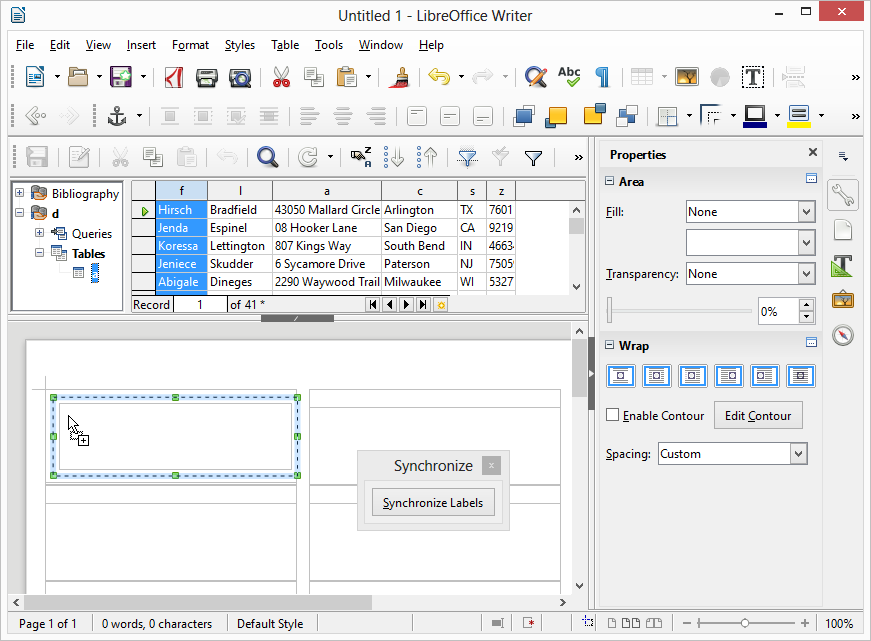 Untitled 1 - LibreOffice Writer
File Edit View Insert Format Styles Table Tools Window Help
Abc
Z
A
Bibliography
d
Queries
Tables
f l a c s z
Hirsch Bradfield 43050 Mallard Circle Arlington TX 7601
Jenda Espinel 08 Hooker Lane San Diego CA 9219
Koressa Lettington 807 Kings Way South Bend IN 4663
Jeniece Skudder 6 Sycamore Drive Paterson NJ 7505
Abigale Dineges 2290 Waywood Trail Milwaukee WI 5327
Record 1 of 41 *
Properties
Area
Fill: None
Transparency: None
0%
Wrap
Enable Contour Edit Contour
Spacing: Custom
Synchronize
Synchronize Labels
Page 1 of 1 0 words, 0 characters Default Style 100%